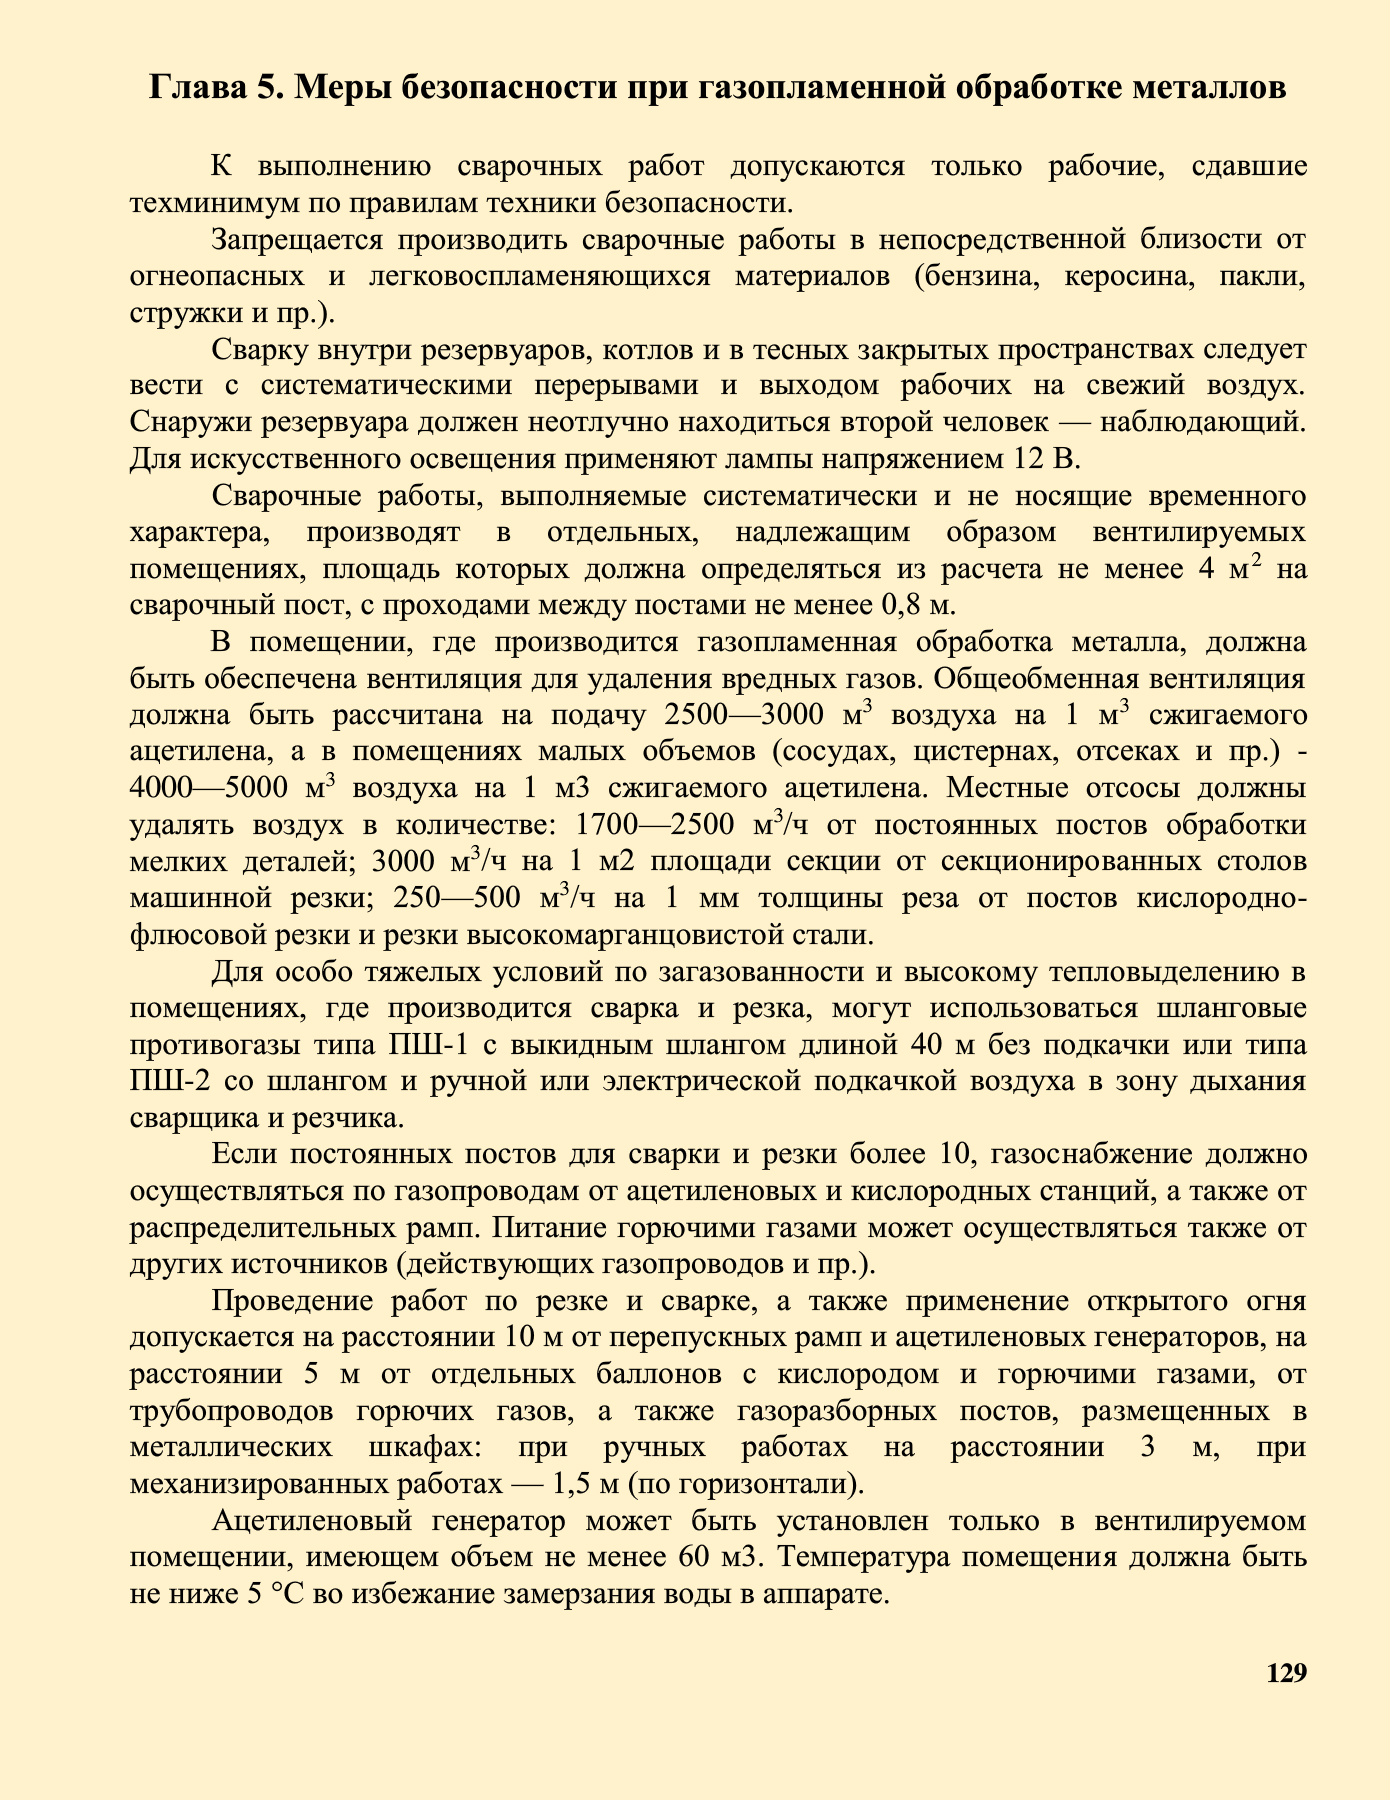 Глава 5. Меры безопасности при газопламенной обработке металлов
К выполнению сварочных работ допускаются только рабочие, сдавшие
техминимум по правилам техники безопасности.
Запрещается производить сварочные работы в непосредственной близости от
огнеопасных и легковоспламеняющихся материалов (бензина, керосина, пакли,
стружки и пр.).
Сварку внутри резервуаров, котлов и в тесных закрытых пространствах следует
вести с систематическими перерывами и выходом рабочих на свежий воздух.
Снаружи резервуара должен неотлучно находиться второй человек — наблюдающий.
Для искусственного освещения применяют лампы напряжением 12 В.
Сварочные работы, выполняемые систематически и не носящие временного
характера, производят в отдельных, надлежащим образом вентилируемых
помещениях, площадь которых должна определяться из расчета не менее 4 м² на
сварочный пост, с проходами между постами не менее 0,8 м.
В помещении, где производится газопламенная обработка металла, должна
быть обеспечена вентиляция для удаления вредных газов. Общеобменная вентиляция
должна быть рассчитана на подачу 2500—3000 м³ воздуха на 1 м³ сжигаемого
ацетилена, а в помещениях малых объемов (сосудах, цистернах, отсеках и пр.) -
4000—5000 м³ воздуха на 1 м3 сжигаемого ацетилена. Местные отсосы должны
удалять воздух в количестве: 1700—2500 м³/ч от постоянных постов обработки
мелких деталей; 3000 м³/ч на 1 м2 площади секции от секционированных столов
машинной резки; 250—500 м³/ч на 1 мм толщины реза от постов кислородно-
флюсовой резки и резки высокомарганцовистой стали.
Для особо тяжелых условий по загазованности и высокому тепловыделению в
помещениях, где производится сварка и резка, могут использоваться шланговые
противогазы типа ПШ-1 с выкидным шлангом длиной 40 м без подкачки или типа
ПШ-2 со шлангом и ручной или электрической подкачкой воздуха в зону дыхания
сварщика и резчика.
Если постоянных постов для сварки и резки более 10, газоснабжение должно
осуществляться по газопроводам от ацетиленовых и кислородных станций, а также от
распределительных рамп. Питание горючими газами может осуществляться также от
других источников (действующих газопроводов и пр.).
Проведение работ по резке и сварке, а также применение открытого огня
допускается на расстоянии 10 м от перепускных рамп и ацетиленовых генераторов, на
расстоянии 5 м от отдельных баллонов с кислородом и горючими газами, от
трубопроводов горючих газов, а также газоразборных постов, размещенных в
металлических шкафах: при ручных работах на расстоянии 3 м, при
механизированных работах — 1,5 м (по горизонтали).
Ацетиленовый генератор может быть установлен только в вентилируемом
помещении, имеющем объем не менее 60 м3. Температура помещения должна быть
не ниже 5 °С во избежание замерзания воды в аппарате.
129